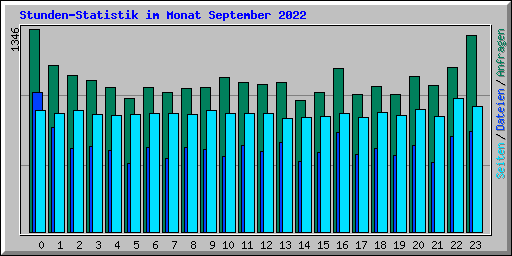 Stunden-Statistik im Monat September 2022
1346
Seiten / Dateien / Anfragen
0 1 2 3 4 5 6 7 8 9 10 11 12 13 14 15 16 17 18 19 20 21 22 23